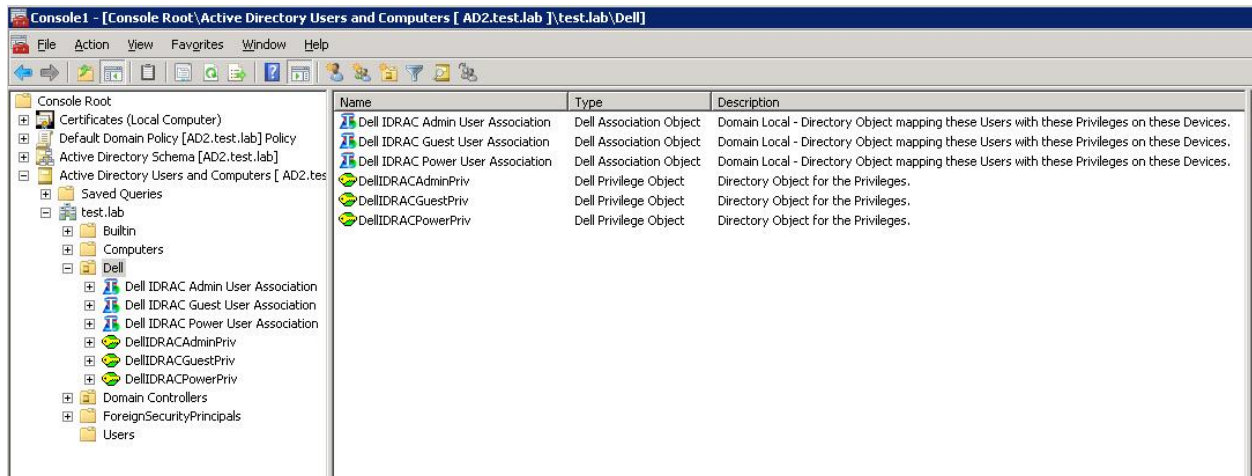 Console1 - [Console Root\Active Directory Users and Computers [ AD2.test.lab ]\test.lab\Dell]
File Action View Favorites Window Help
Console Root
Certificates (Local Computer)
Default Domain Policy [AD2.test.lab] Policy
Active Directory Schema [AD2.test.lab]
Active Directory Users and Computers [ AD2.tes
Saved Queries
test.lab
Builtin
Computers
Dell
Dell IDRAC Admin User Association
Dell IDRAC Guest User Association
Dell IDRAC Power User Association
DellIDRACAdminPriv
DellIDRACGuestPriv
DellIDRACPowerPriv
Domain Controllers
ForeignSecurityPrincipals
Users
Name Type Description
Dell IDRAC Admin User Association Dell Association Object Domain Local - Directory Object mapping these Users with these Privileges on these Devices.
Dell IDRAC Guest User Association Dell Association Object Domain Local - Directory Object mapping these Users with these Privileges on these Devices.
Dell IDRAC Power User Association Dell Association Object Domain Local - Directory Object mapping these Users with these Privileges on these Devices.
DellIDRACAdminPriv Dell Privilege Object Directory Object for the Privileges.
DellIDRACGuestPriv Dell Privilege Object Directory Object for the Privileges.
DellIDRACPowerPriv Dell Privilege Object Directory Object for the Privileges.